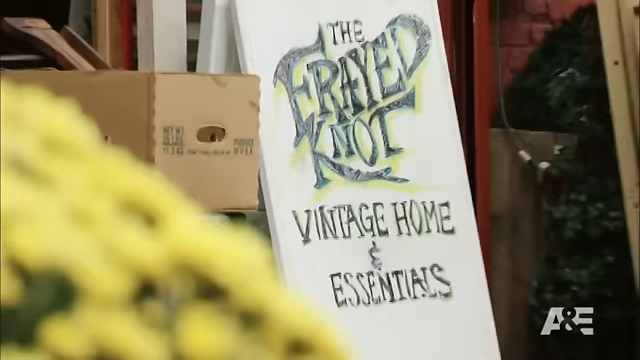 THE
FRAYED
KNOT
VINTAGE HOME
&
ESSENTIALS
A&E